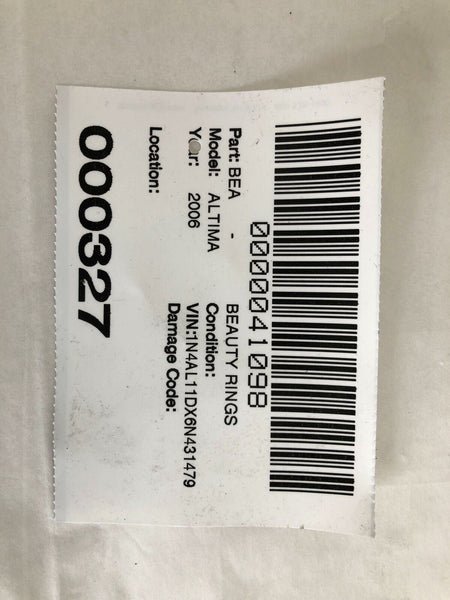 0000041098
Part: BEA - BEAUTY RINGS
Model: ALTIMA Condition:
Year: 2006 VIN:1N4AL11DX6N431479
Damage Code:
Location:
000327